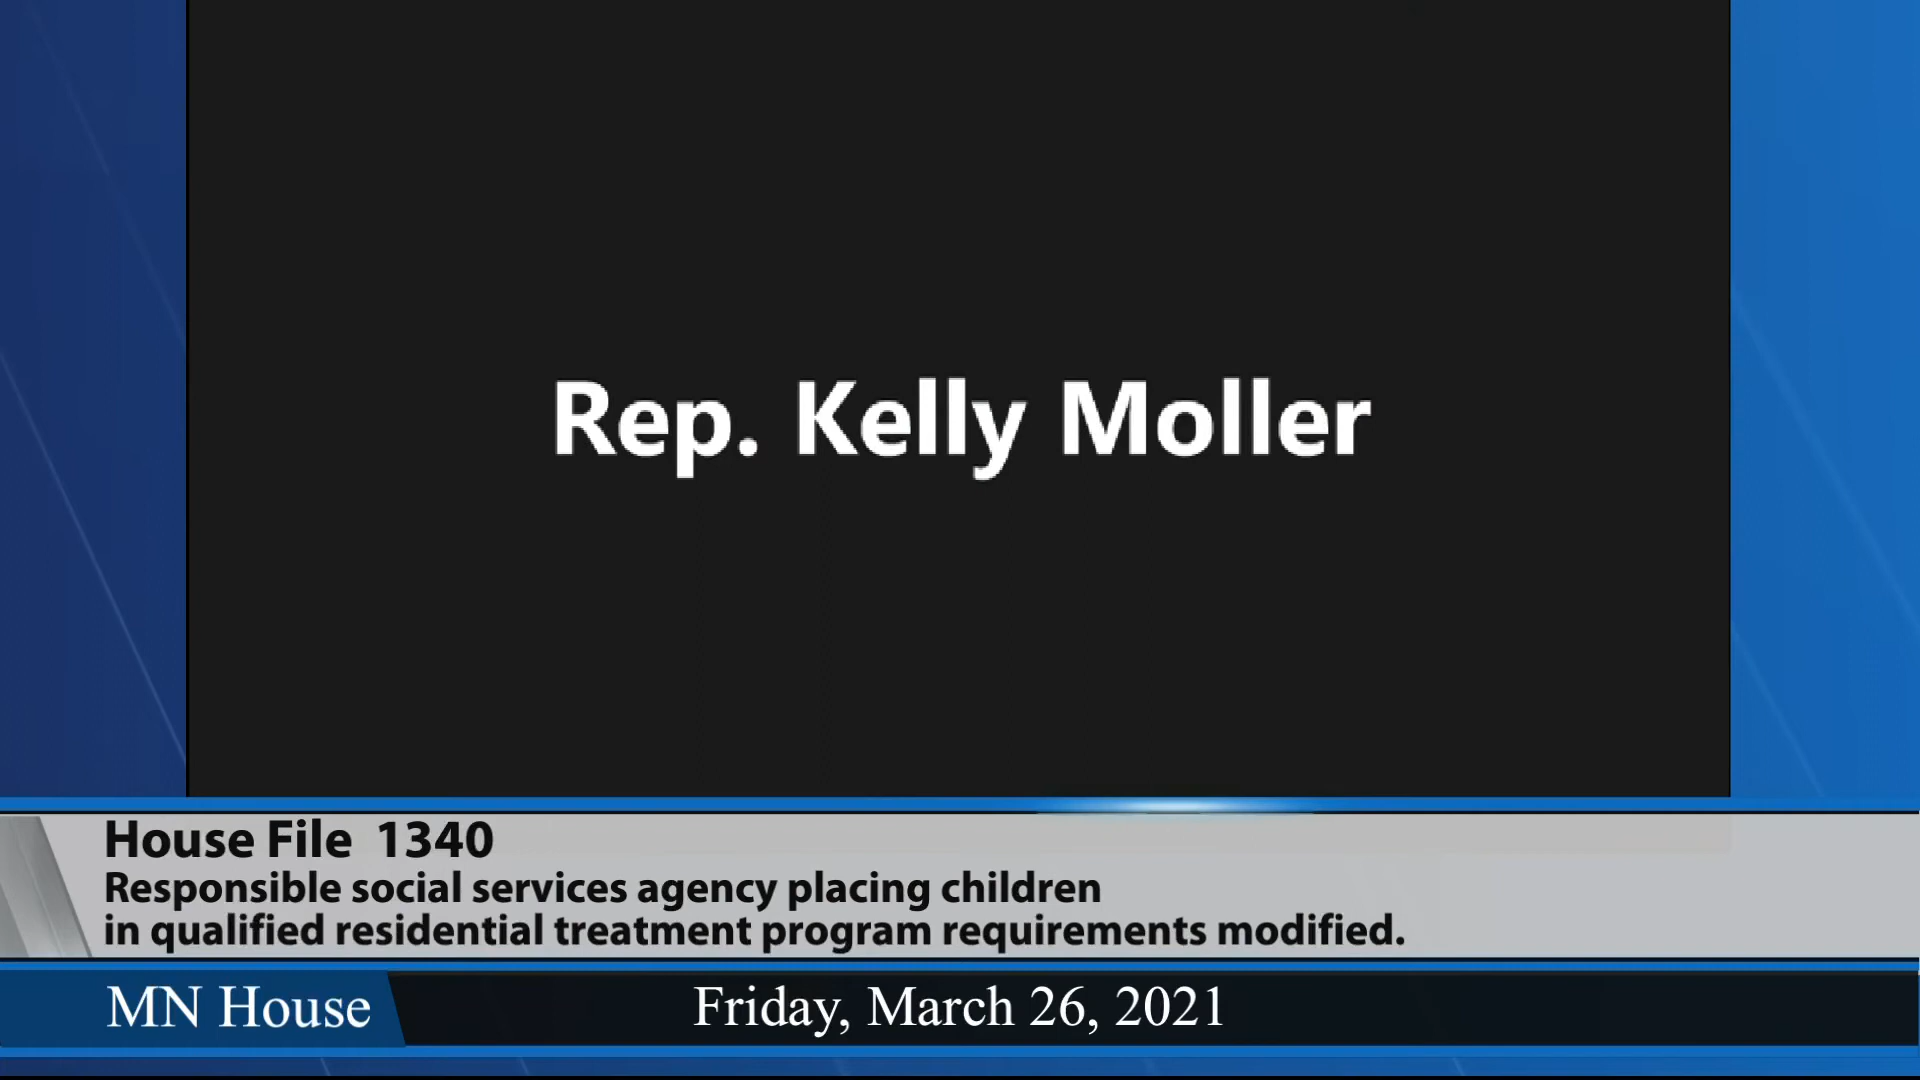 Rep. Kelly Moller
House File 1340
Responsible social services agency placing children
in qualified residential treatment program requirements modified.
MN House
Friday, March 26, 2021